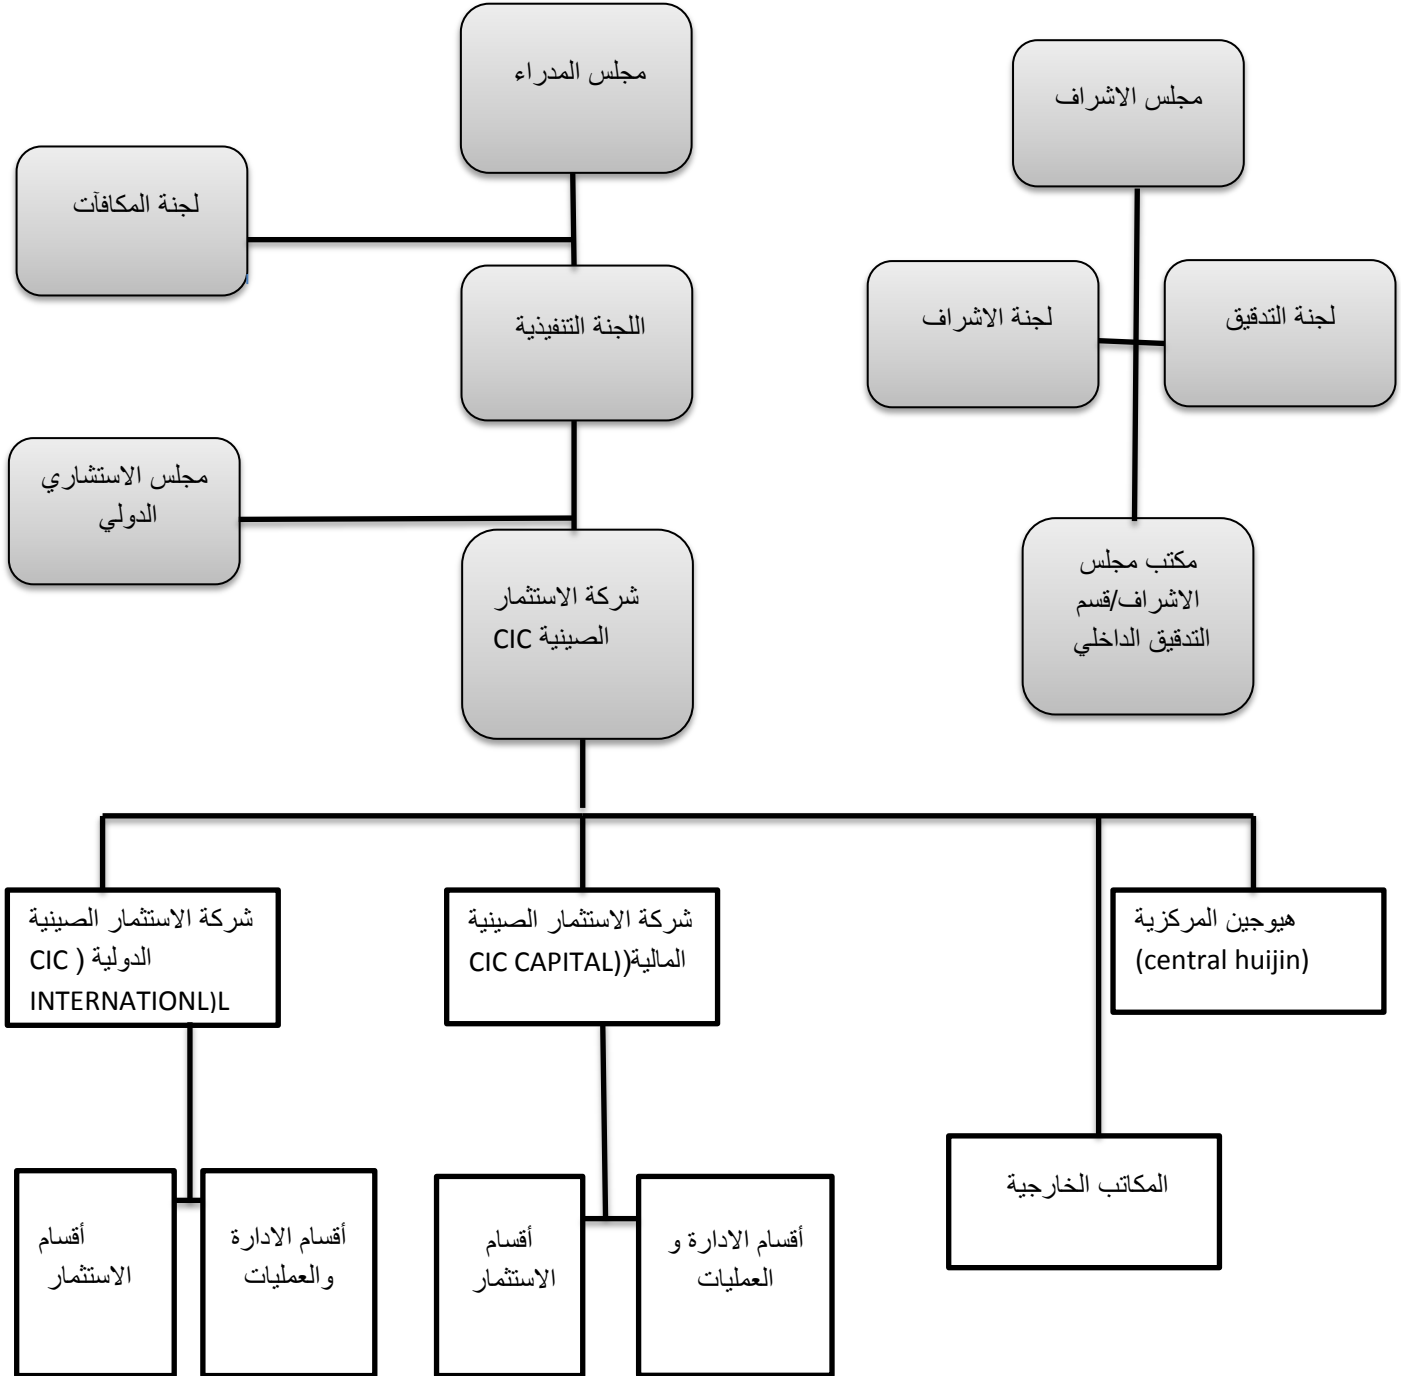 مجلس المدراء
مجلس الاشراف
لجنة المكافآت
اللجنة التنفيذية
لجنة الاشراف
لجنة التدقيق
مجلس الاستشاري
الدولي
شركة الاستثمار
الصينية CIC
مكتب مجلس
الاشراف/قسم
التدقيق الداخلي
شركة الاستثمار الصينية
الدولية ( CIC
INTERNATIONL)L
شركة الاستثمار الصينية
المالية((CIC CAPITAL
هيوجين المركزية
(central huijin)
المكاتب الخارجية
أقسام
الاستثمار
أقسام الادارة
والعمليات
أقسام
الاستثمار
أقسام الادارة و
العمليات